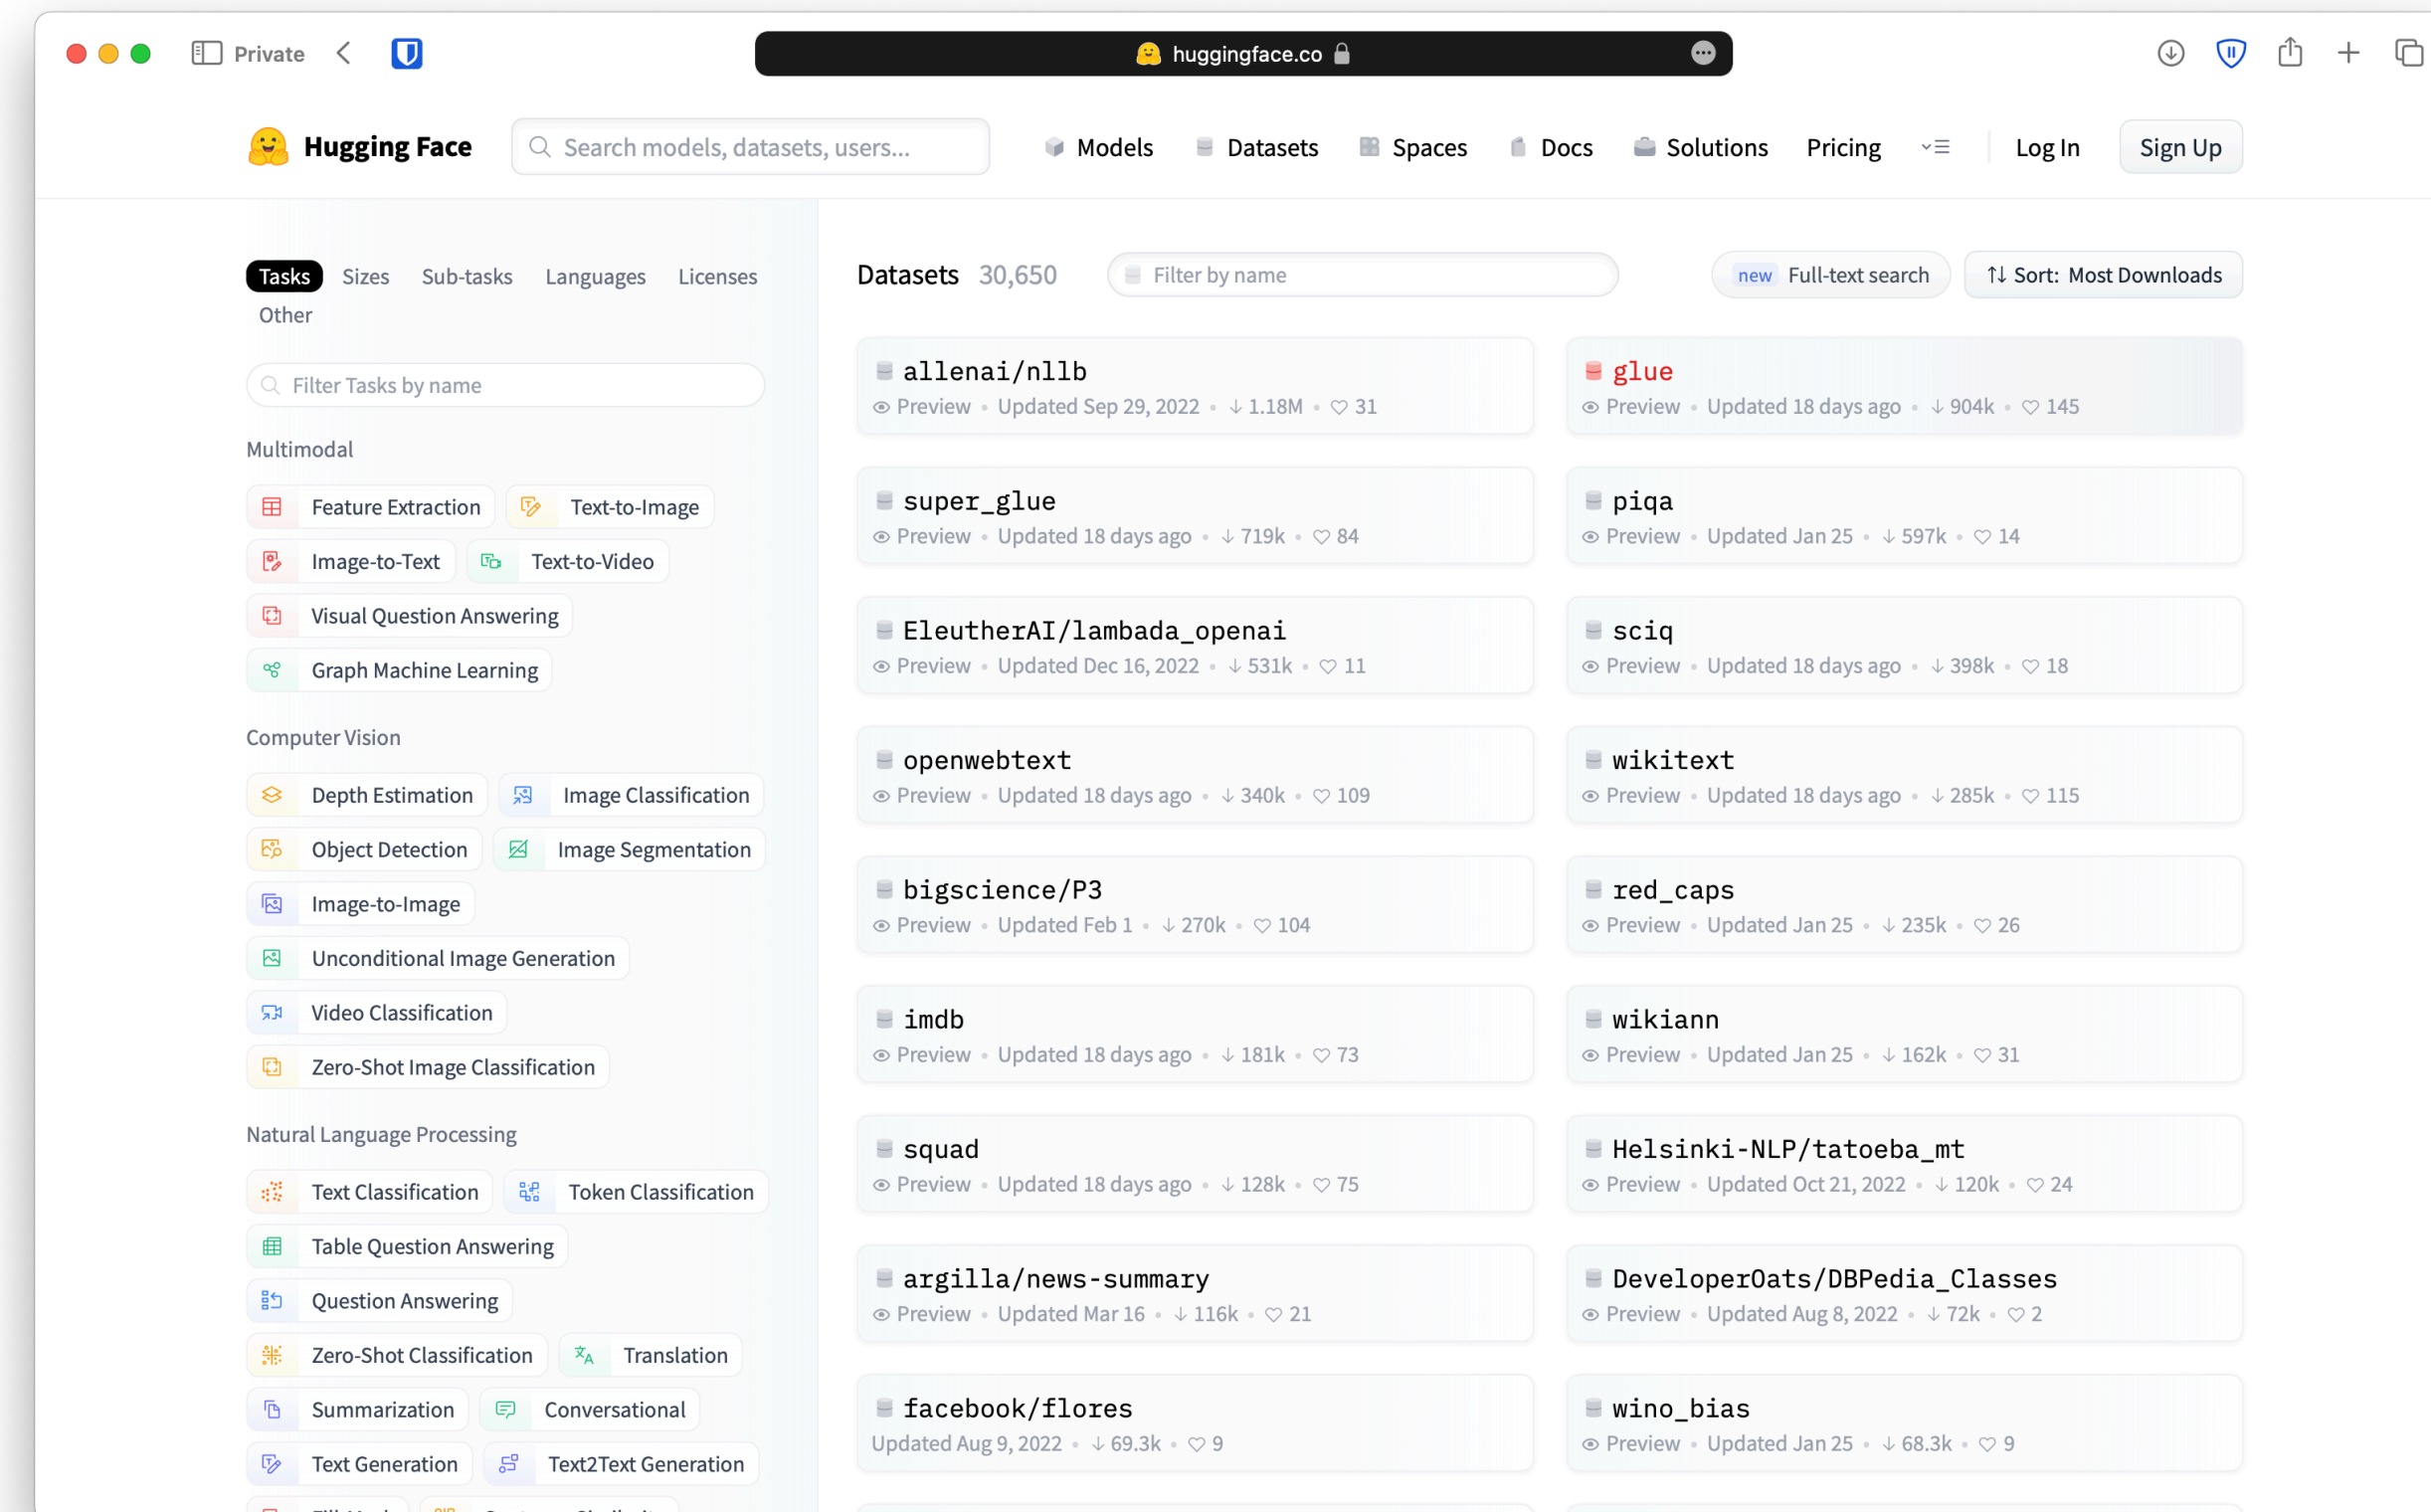 Private
huggingface.co
Hugging Face
Search models, datasets, users...
Models
Datasets
Spaces
Docs
Solutions
Pricing
Log In
Sign Up
Tasks Sizes Sub-tasks Languages Licenses
Other
Filter Tasks by name
Multimodal
Feature Extraction
Text-to-Image
Image-to-Text
Text-to-Video
Visual Question Answering
Graph Machine Learning
Computer Vision
Depth Estimation
Image Classification
Object Detection
Image Segmentation
Image-to-Image
Unconditional Image Generation
Video Classification
Zero-Shot Image Classification
Natural Language Processing
Text Classification
Token Classification
Table Question Answering
Question Answering
Zero-Shot Classification
Translation
Summarization
Conversational
Text Generation
Text2Text Generation
Datasets 30,650
Filter by name
new Full-text search
↑↓ Sort: Most Downloads
allenai/nllb
Preview • Updated Sep 29, 2022 • ↓ 1.18M • ♡ 31
glue
Preview • Updated 18 days ago • ↓ 904k • ♡ 145
super_glue
Preview • Updated 18 days ago • ↓ 719k • ♡ 84
piqa
Preview • Updated Jan 25 • ↓ 597k • ♡ 14
EleutherAI/lambada_openai
Preview • Updated Dec 16, 2022 • ↓ 531k • ♡ 11
sciq
Preview • Updated 18 days ago • ↓ 398k • ♡ 18
openwebtext
Preview • Updated 18 days ago • ↓ 340k • ♡ 109
wikitext
Preview • Updated 18 days ago • ↓ 285k • ♡ 115
bigscience/P3
Preview • Updated Feb 1 • ↓ 270k • ♡ 104
red_caps
Preview • Updated Jan 25 • ↓ 235k • ♡ 26
imdb
Preview • Updated 18 days ago • ↓ 181k • ♡ 73
wikiann
Preview • Updated Jan 25 • ↓ 162k • ♡ 31
squad
Preview • Updated 18 days ago • ↓ 128k • ♡ 75
Helsinki-NLP/tatoeba_mt
Preview • Updated Oct 21, 2022 • ↓ 120k • ♡ 24
argilla/news-summary
Preview • Updated Mar 16 • ↓ 116k • ♡ 21
DeveloperOats/DBPedia_Classes
Preview • Updated Aug 8, 2022 • ↓ 72k • ♡ 2
facebook/flores
Updated Aug 9, 2022 • ↓ 69.3k • ♡ 9
wino_bias
Preview • Updated Jan 25 • ↓ 68.3k • ♡ 9